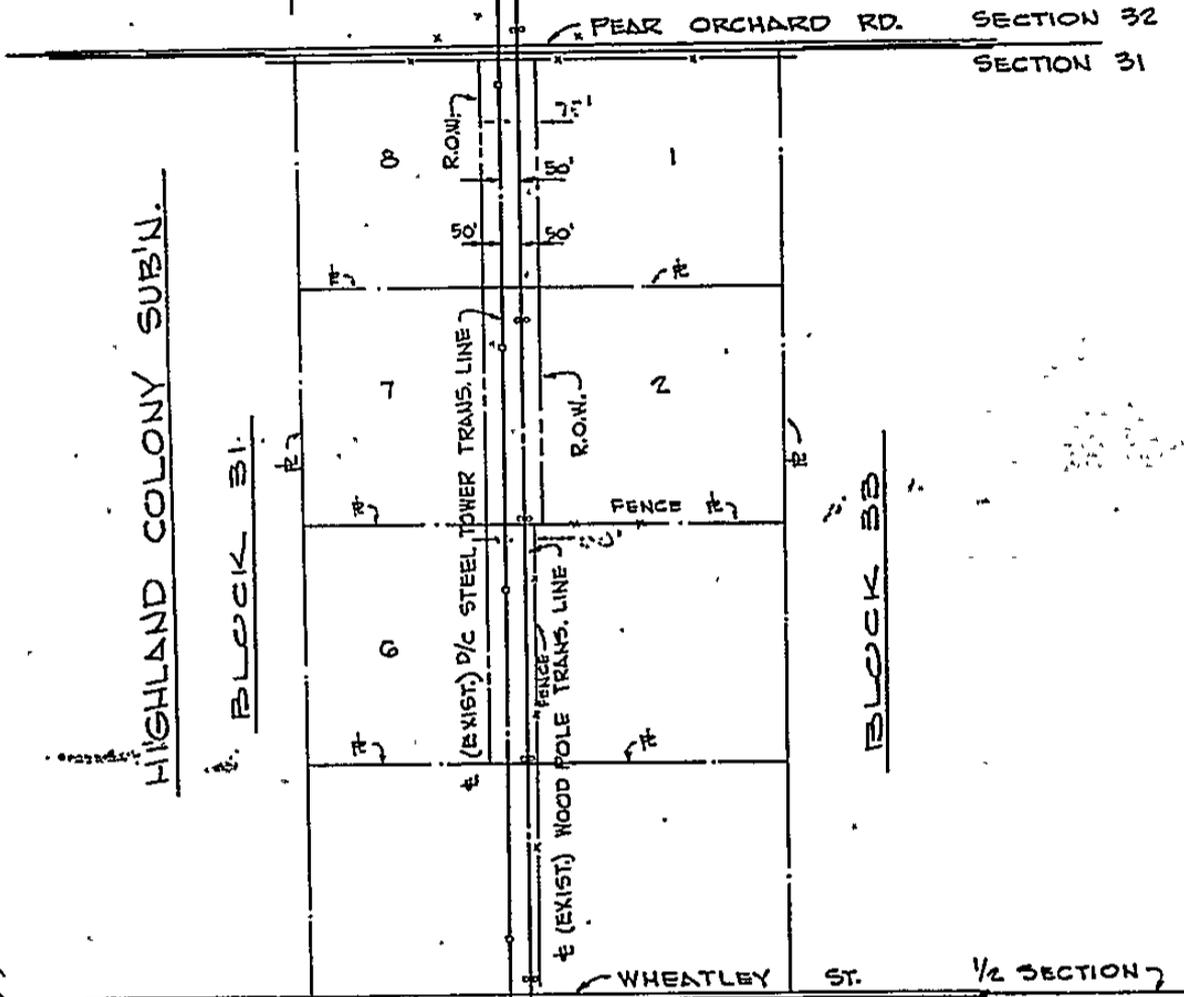 PEAR ORCHARD RD.
SECTION 32
SECTION 31
R.O.W.
8
1
50'
50'
HIGHLAND COLONY SUB'N.
℄ (EXIST.) D/C STEEL TOWER TRANS. LINE
7
2
R.O.W.
BLOCK 31.
FENCE
BLOCK 33
6
FENCE
℄ (EXIST.) WOOD POLE TRANS. LINE
WHEATLEY ST.
1/2 SECTION